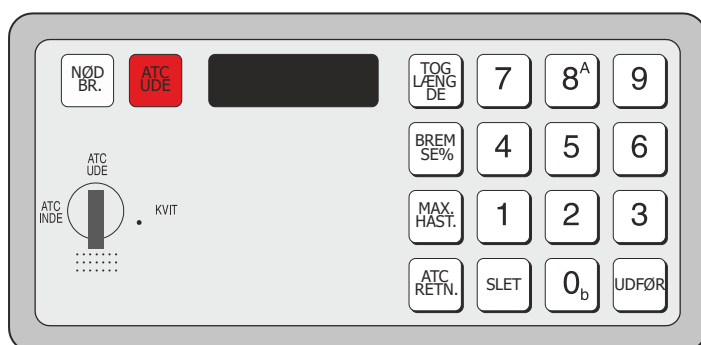 NØD
BR.
ATC
UDE
TOG
LÆNG
DE
7
8A
9
BREM
SE%
4
5
6
ATC
UDE
ATC
INDE
KVIT
MAX.
HAST.
1
2
3
ATC
RETN.
SLET
0b
UDFØR